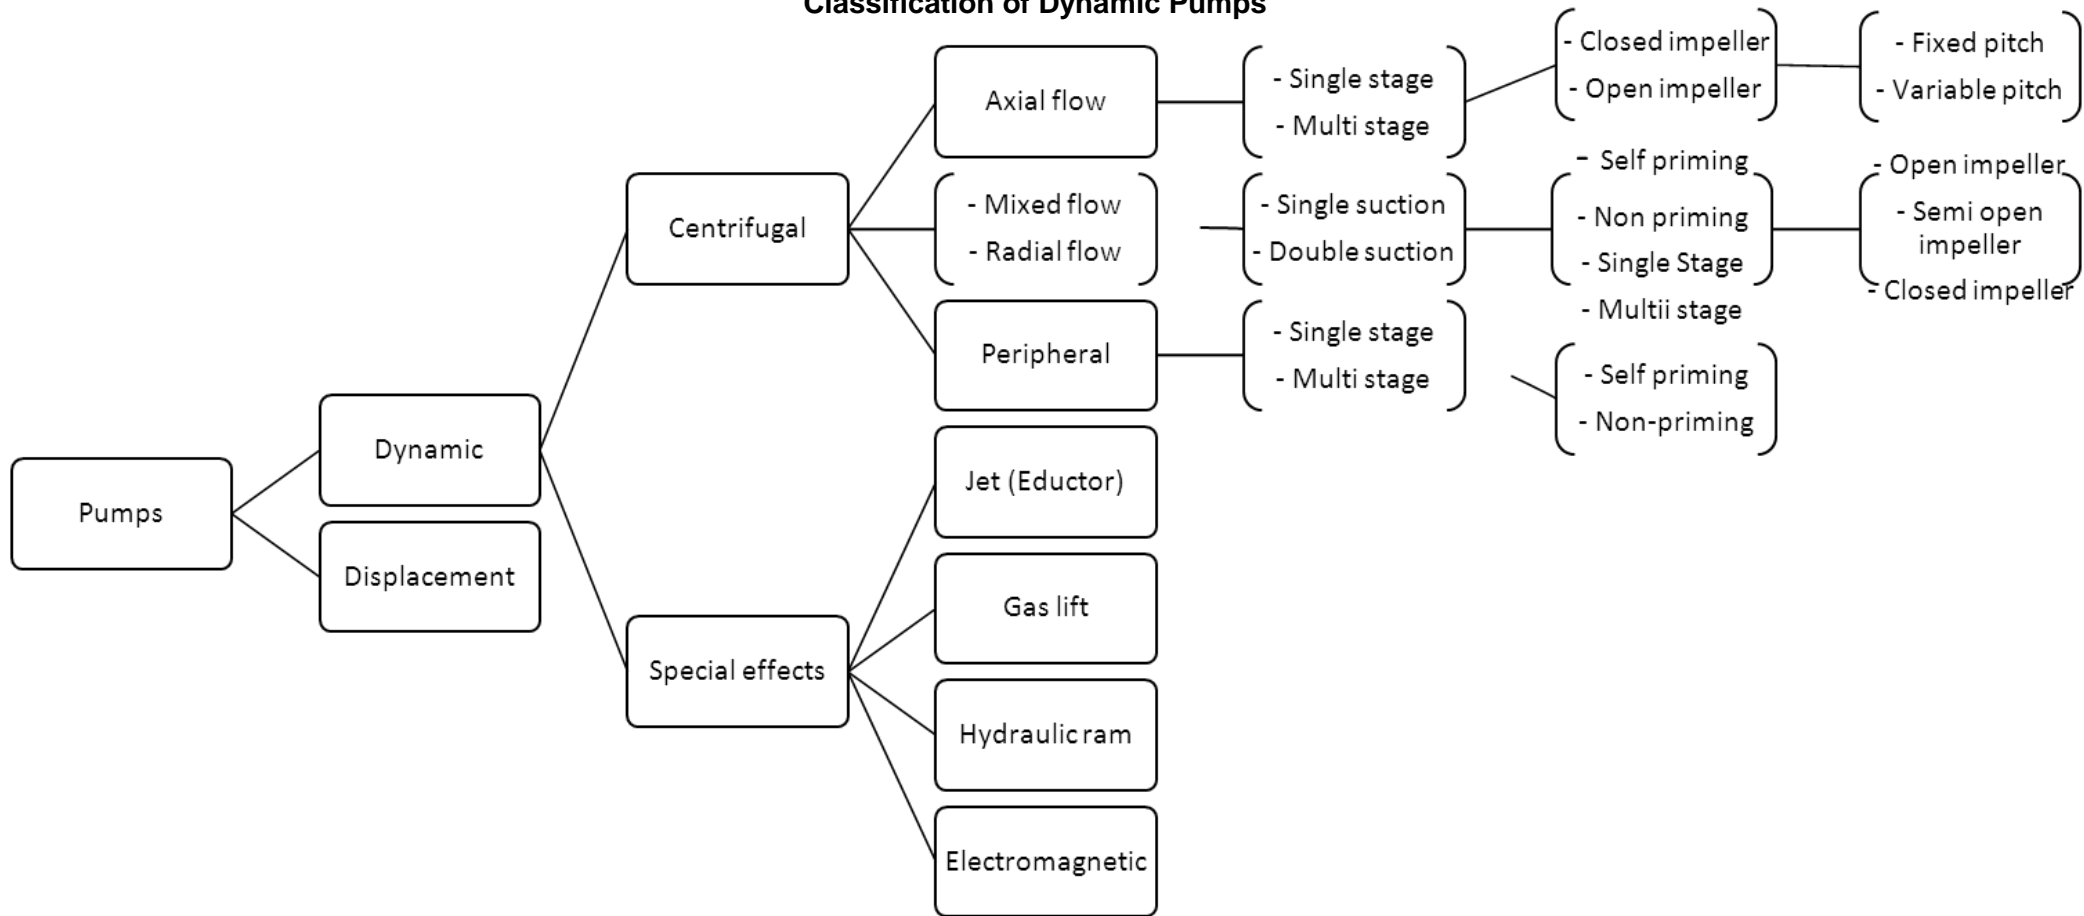 Classification of Dynamic Pumps
Pumps
Dynamic
Displacement
Centrifugal
Special effects
Axial flow
- Mixed flow
- Radial flow
Peripheral
Jet (Eductor)
Gas lift
Hydraulic ram
Electromagnetic
- Single stage
- Multi stage
- Single suction
- Double suction
- Single stage
- Multi stage
- Closed impeller
- Open impeller
- Self priming
- Non priming
- Single Stage
- Multii stage
- Self priming
- Non-priming
- Fixed pitch
- Variable pitch
- Open impeller
- Semi open
impeller
- Closed impeller